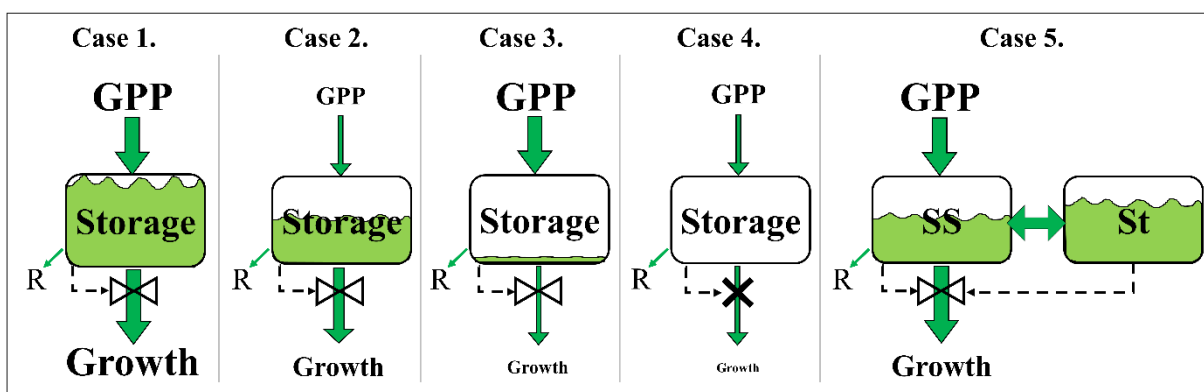 Case 1.
GPP
Storage
R
Growth
Case 2.
GPP
Storage
R
Growth
Case 3.
GPP
Storage
R
Growth
Case 4.
GPP
Storage
R
Growth
Case 5.
GPP
SS
St
R
Growth